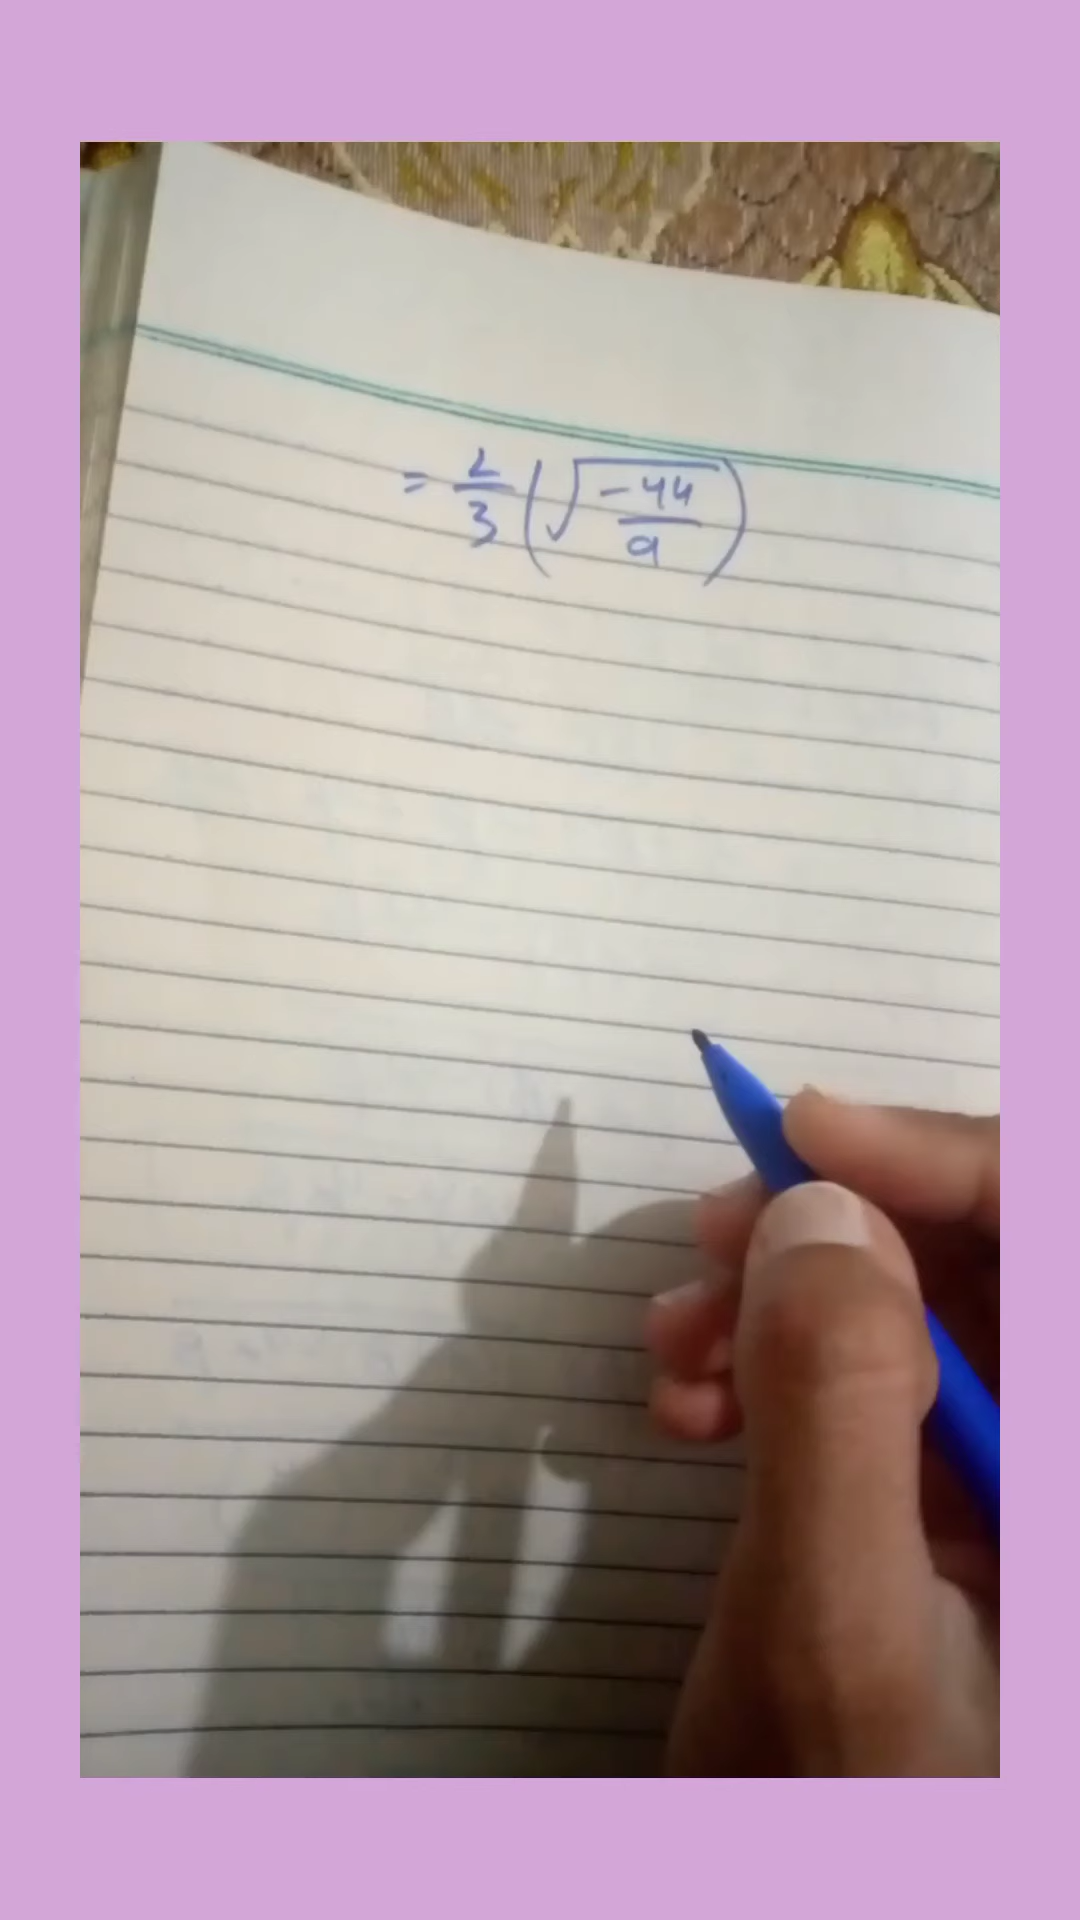 = 2/3 (√(-44/9))